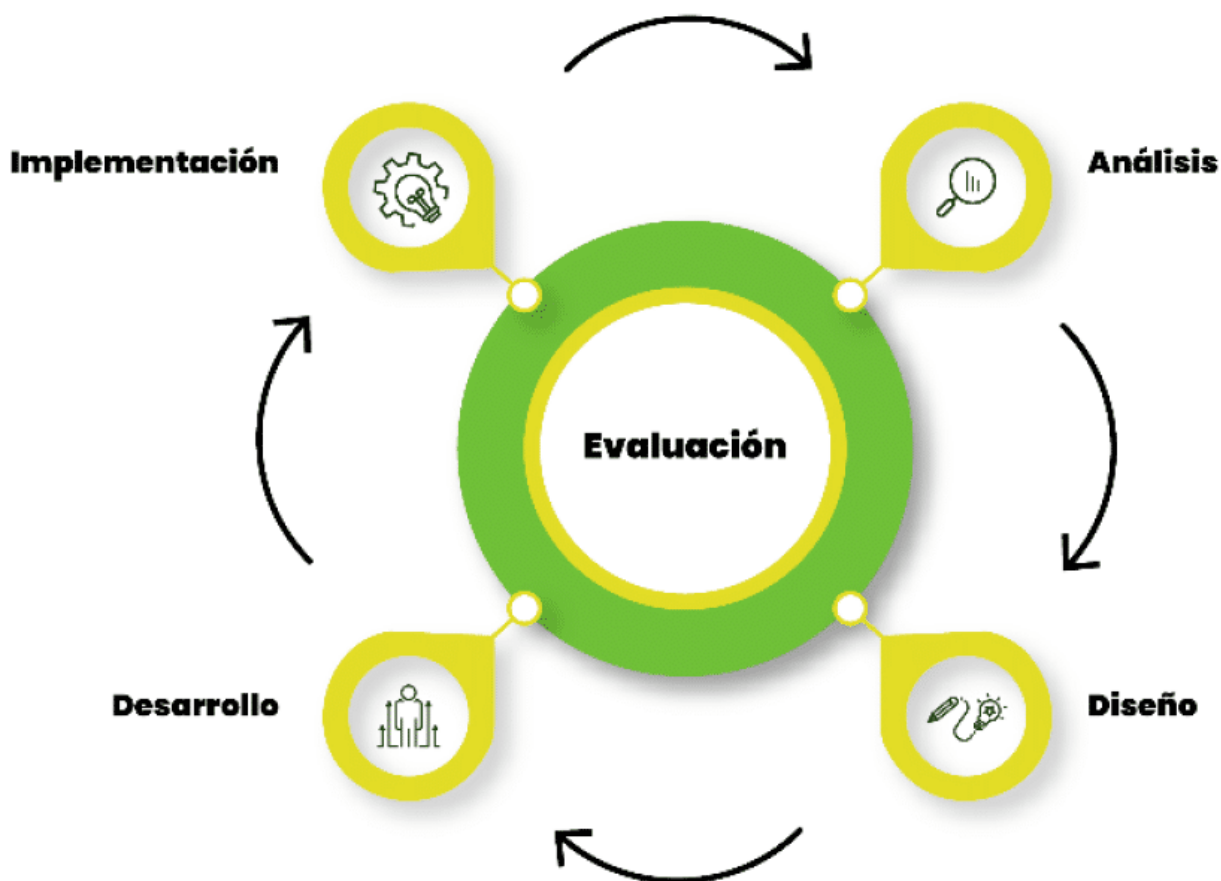 Implementación
Análisis
Evaluación
Desarrollo
Diseño